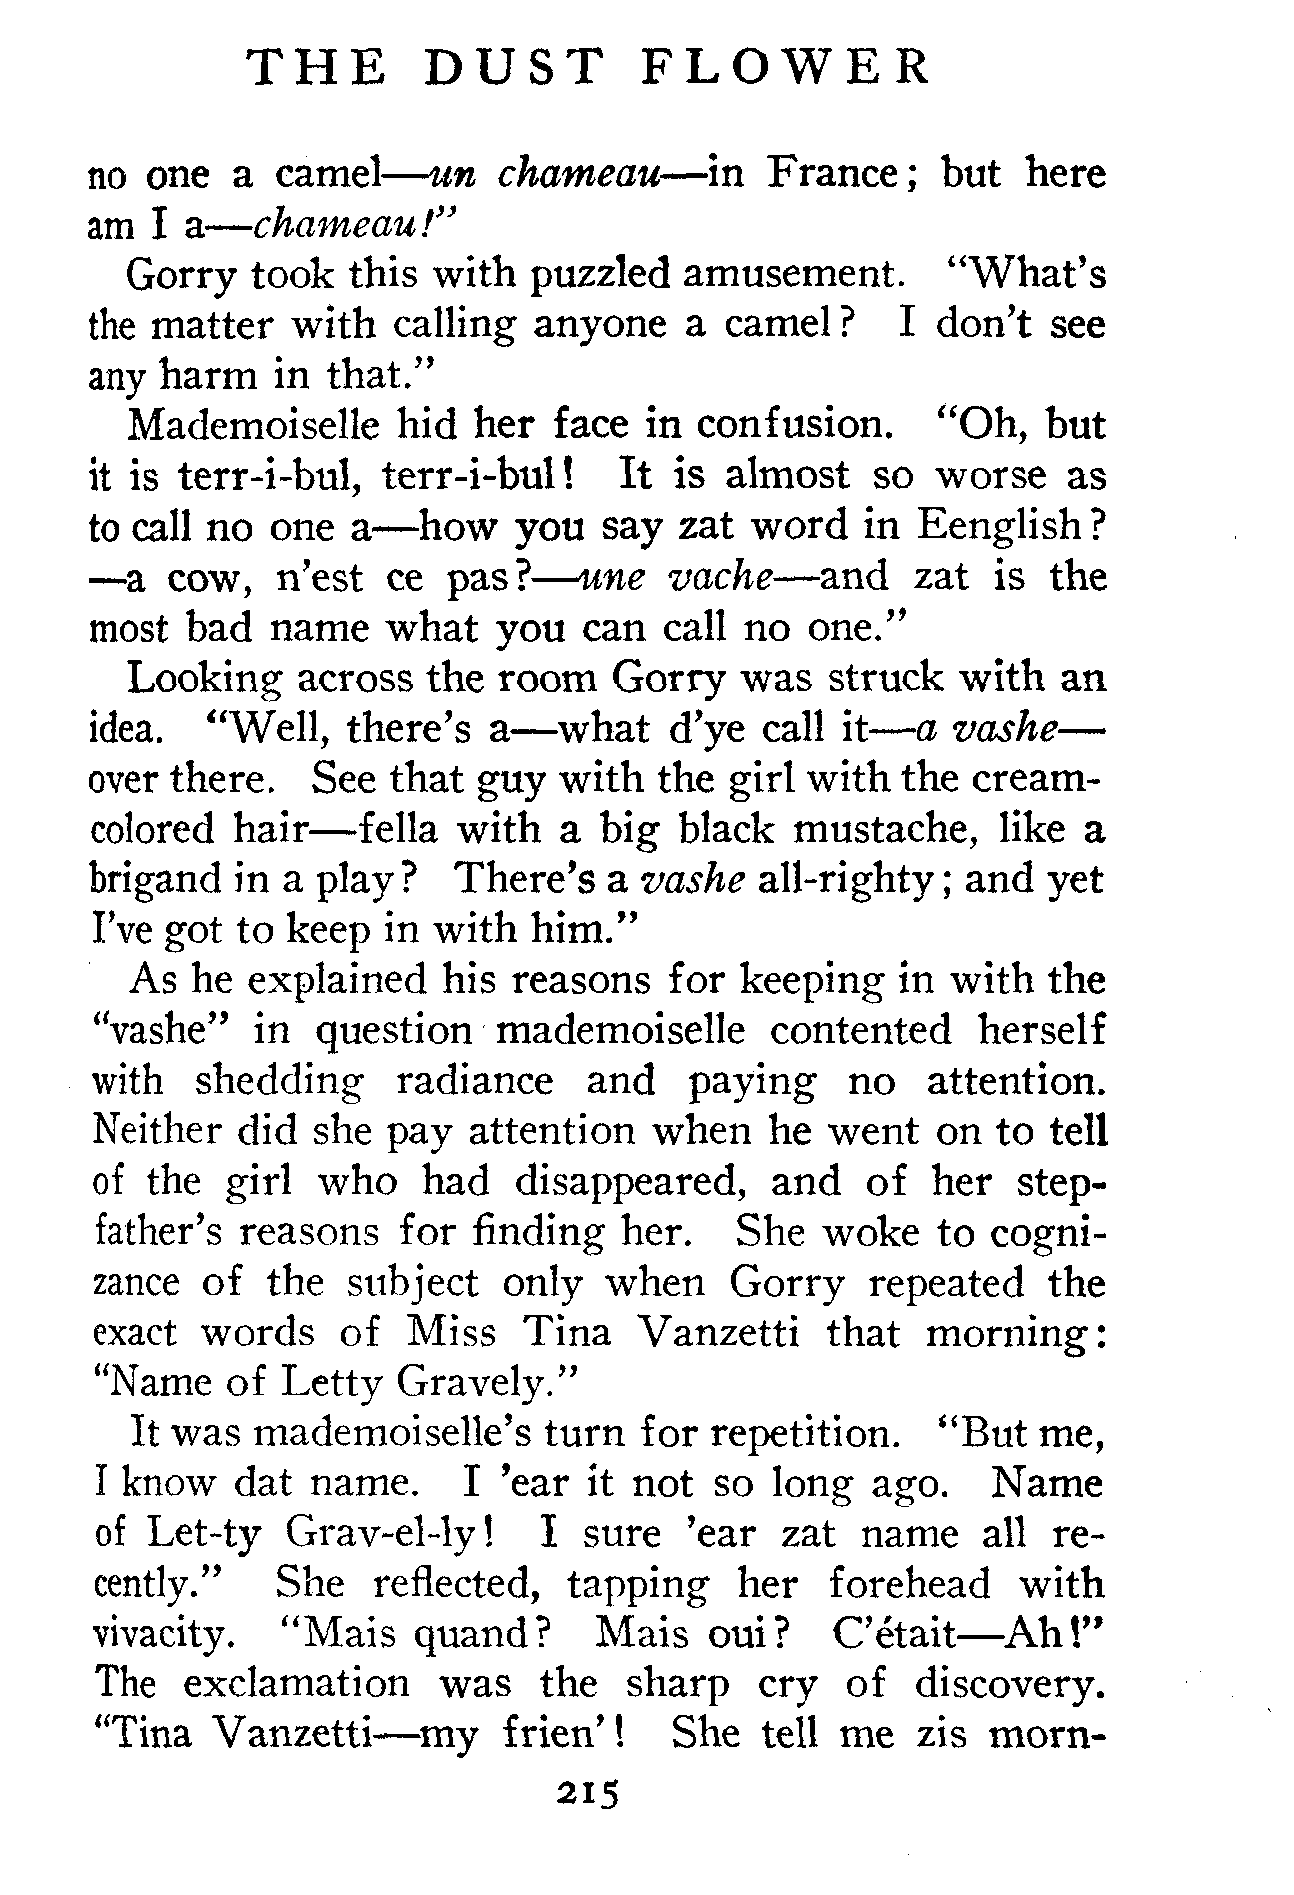 THE DUST FLOWER
no one a camel—un chameau—in France; but here
am I a—chameau!"
Gorry took this with puzzled amusement. "What's
the matter with calling anyone a camel? I don't see
any harm in that."
Mademoiselle hid her face in confusion. "Oh, but
it is terr-i-bul, terr-i-bul! It is almost so worse as
to call no one a—how you say zat word in Eenglish?
—a cow, n'est ce pas?—une vache—and zat is the
most bad name what you can call no one."
Looking across the room Gorry was struck with an
idea. "Well, there's a—what d'ye call it—a vashe—
over there. See that guy with the girl with the cream-
colored hair—fella with a big black mustache, like a
brigand in a play? There's a vashe all-righty; and yet
I've got to keep in with him."
As he explained his reasons for keeping in with the
"vashe" in question mademoiselle contented herself
with shedding radiance and paying no attention.
Neither did she pay attention when he went on to tell
of the girl who had disappeared, and of her step-
father's reasons for finding her. She woke to cogni-
zance of the subject only when Gorry repeated the
exact words of Miss Tina Vanzetti that morning:
"Name of Letty Gravely."
It was mademoiselle's turn for repetition. "But me,
I know dat name. I 'ear it not so long ago. Name
of Let-ty Grav-el-ly! I sure 'ear zat name all re-
cently." She reflected, tapping her forehead with
vivacity. "Mais quand? Mais oui? C'était—Ah!"
The exclamation was the sharp cry of discovery.
"Tina Vanzetti—my frien'! She tell me zis morn-
215